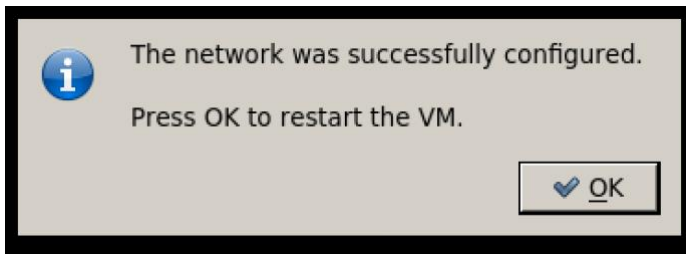 The network was successfully configured.
Press OK to restart the VM.
OK